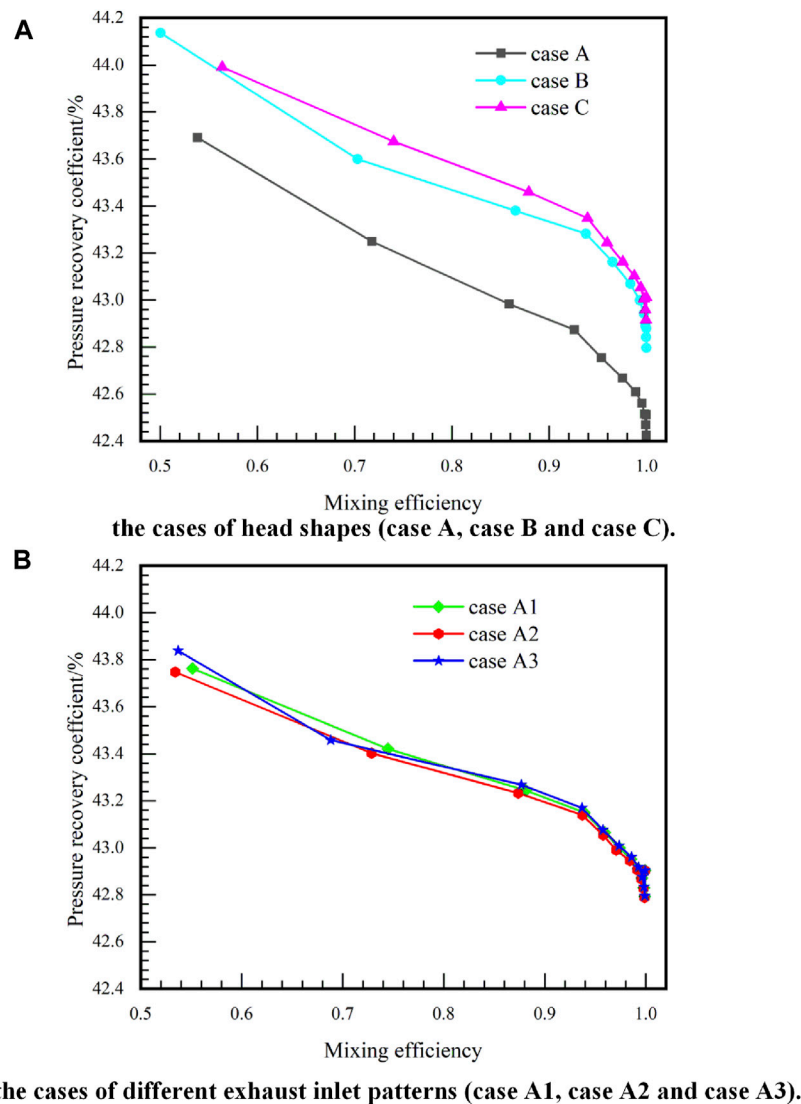 A
44.2
44.0
43.8
43.6
43.4
43.2
43.0
42.8
42.6
42.4
Pressure recovery coeffcient/%
case A
case B
case C
0.5 0.6 0.7 0.8 0.9 1.0
Mixing efficiency
the cases of head shapes (case A, case B and case C).
B
44.2
44.0
43.8
43.6
43.4
43.2
43.0
42.8
42.6
42.4
Pressure recovery coeffcient/%
case A1
case A2
case A3
0.5 0.6 0.7 0.8 0.9 1.0
Mixing efficiency
the cases of different exhaust inlet patterns (case A1, case A2 and case A3).